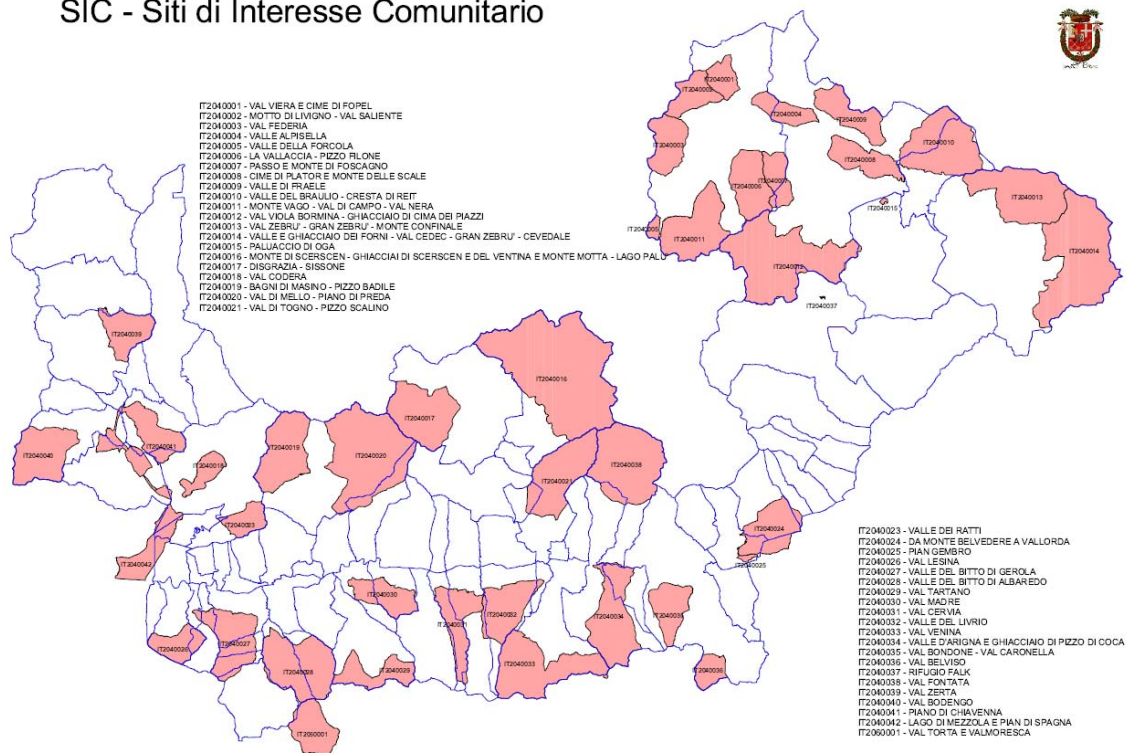 SIC - Siti di Interesse Comunitario
IT2040001 - VAL VIERA E CIME DI FOPEL
IT2040002 - MOTTO DI LIVIGNO - VAL SALIENTE
IT2040003 - VAL FEDERIA
IT2040004 - VALLE ALPISELLA
IT2040005 - VALLE DELLA FORCOLA
IT2040006 - LA VALLACCIA - PIZZO FILONE
IT2040007 - PASSO E MONTE DI FOSCAGNO
IT2040008 - CIME DI PLATOR E MONTE DELLE SCALE
IT2040009 - VALLE DI FRAELE
IT2040010 - VALLE DEL BRAULIO - CRESTA DI REIT
IT2040011 - MONTE VAGO - VAL DI CAMPO - VAL NERA
IT2040012 - VAL VIOLA BORMINA - GHIACCIAIO DI CIMA DEI PIAZZI
IT2040013 - VAL ZEBRU' - GRAN ZEBRU' - MONTE CONFINALE
IT2040014 - VALLE E GHIACCIAIO DEI FORNI - VAL CEDEC - GRAN ZEBRU' - CEVEDALE
IT2040015 - PALUACCIO DI OGA
IT2040016 - MONTE DI SCERSCEN - GHIACCIAI DI SCERSCEN E DEL VENTINA E MONTE MOTTA - LAGO PALU'
IT2040017 - DISGRAZIA - SISSONE
IT2040018 - VAL CODERA
IT2040019 - BAGNI DI MASINO - PIZZO BADILE
IT2040020 - VAL DI MELLO - PIANO DI PREDA
IT2040021 - VAL DI TOGNO - PIZZO SCALINO
IT2040001
IT2040002
IT2040004
IT2040009
IT2040003
IT2040010
IT2040008
IT2040006
IT2040007
IT2040013
IT2040015
IT2040005
IT2040011
IT2040014
IT2040012
IT2040037
IT2040039
IT2040016
IT2040017
IT2040040
IT2040041
IT2040018
IT2040019
IT2040020
IT2040038
IT2040021
IT2040023
IT2040024
IT2040042
IT2040025
IT2040030
IT2040031
IT2040032
IT2040034
IT2040035
IT2040026
IT2040027
IT2040028
IT2040029
IT2040033
IT2040036
IT2060001
IT2040023 - VALLE DEI RATTI
IT2040024 - DA MONTE BELVEDERE A VALLORDA
IT2040025 - PIAN GEMBRO
IT2040026 - VAL LESINA
IT2040027 - VALLE DEL BITTO DI GEROLA
IT2040028 - VALLE DEL BITTO DI ALBAREDO
IT2040029 - VAL TARTANO
IT2040030 - VAL MADRE
IT2040031 - VAL CERVIA
IT2040032 - VALLE DEL LIVRIO
IT2040033 - VAL VENINA
IT2040034 - VALLE D'ARIGNA E GHIACCIAIO DI PIZZO DI COCA
IT2040035 - VAL BONDONE - VAL CARONELLA
IT2040036 - VAL BELVISO
IT2040037 - RIFUGIO FALK
IT2040038 - VAL FONTATA
IT2040039 - VAL ZERTA
IT2040040 - VAL BODENGO
IT2040041 - PIANO DI CHIAVENNA
IT2040042 - LAGO DI MEZZOLA E PIAN DI SPAGNA
IT2060001 - VAL TORTA E VALMORESCA